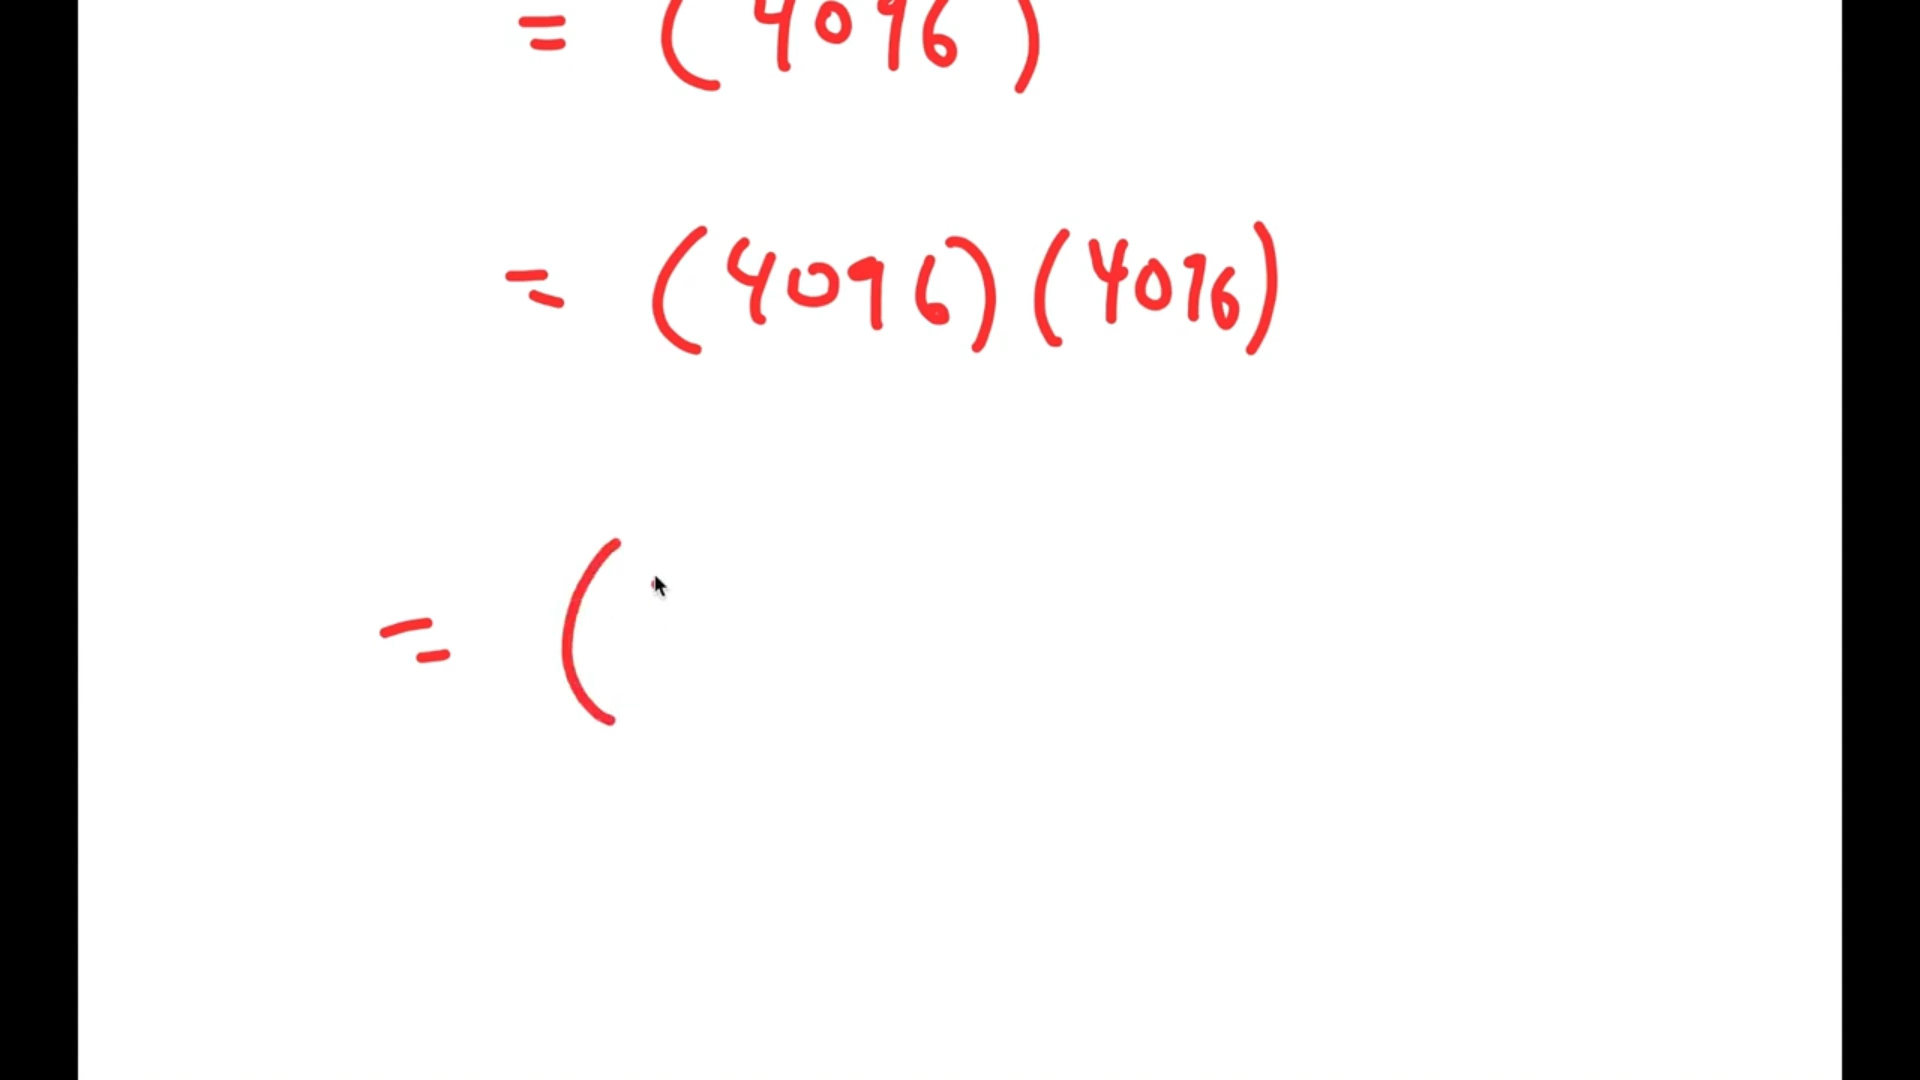 = (4096)
= (4096)(4096)
= (